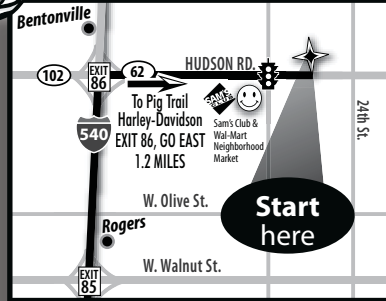 Bentonville
HUDSON RD.
102
EXIT
86
62
To Pig Trail
Harley-Davidson
EXIT 86, GO EAST
1.2 MILES
SAM'S
CLUB
Sam's Club &
Wal-Mart
Neighborhood
Market
540
24th St.
W. Olive St.
Start
here
Rogers
W. Walnut St.
EXIT
85